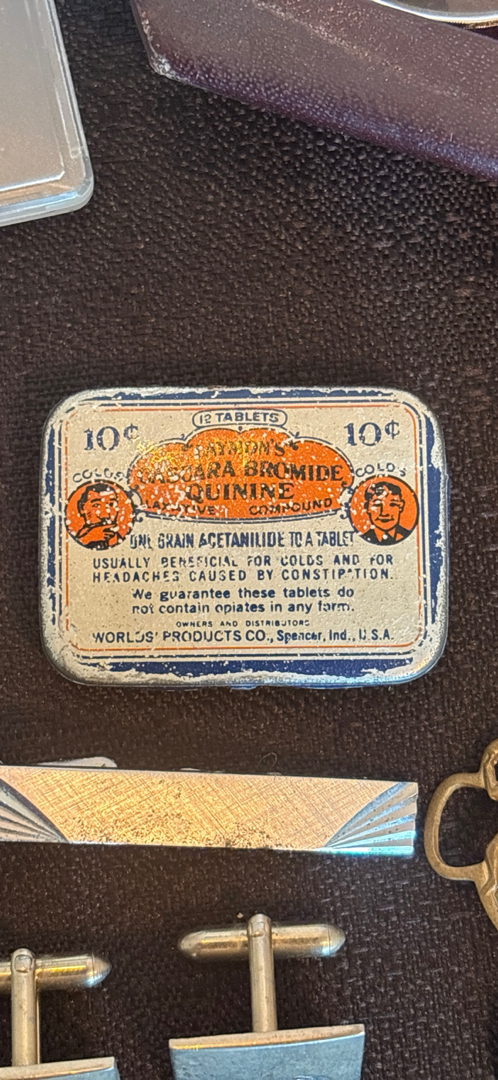 12 TABLETS
10¢ 10¢
LAYMON'S
CASCARA BROMIDE
QUININE
LAXATIVE COMPOUND
COLDS COLDS
ONE GRAIN ACETANILIDE TO A TABLET
USUALLY BENEFICIAL FOR COLDS AND FOR
HEADACHES CAUSED BY CONSTIPATION.
We guarantee these tablets do
not contain opiates in any form.
OWNERS AND DISTRIBUTORS
WORLDS' PRODUCTS CO., Spencer, Ind., U.S.A.